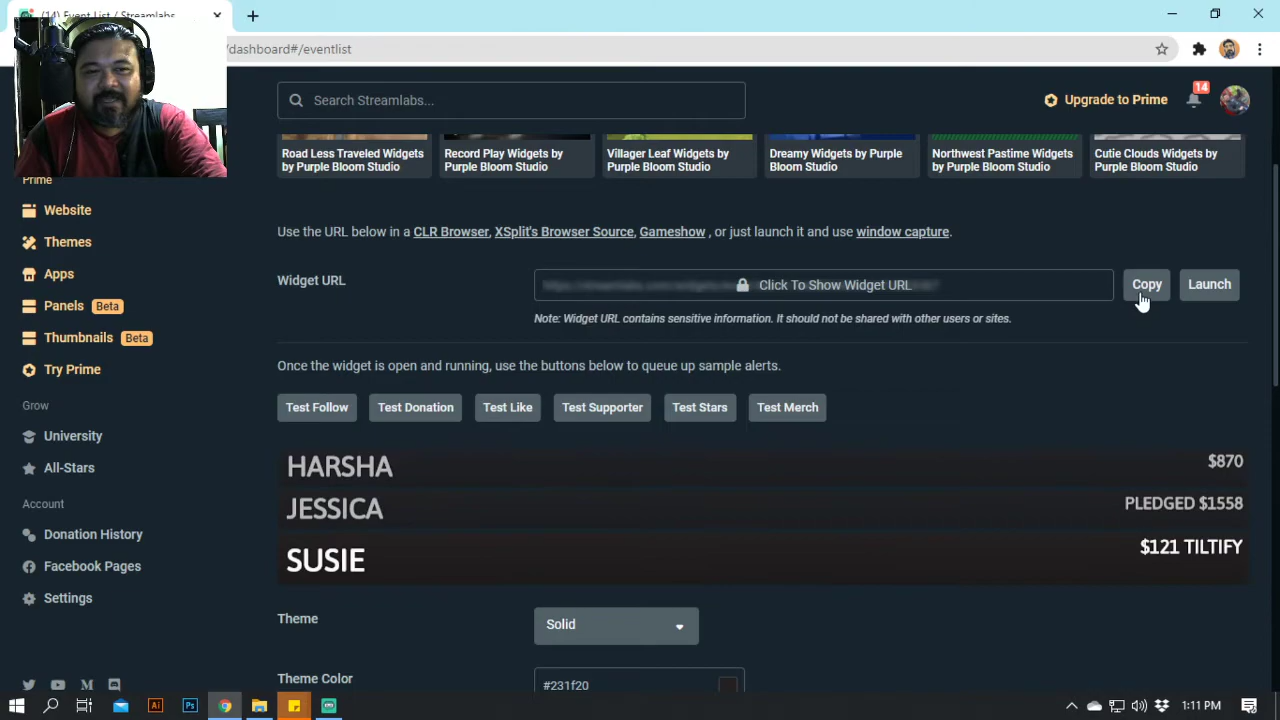 (14) Event List / Streamlabs
/dashboard#/eventlist
Search Streamlabs...
Upgrade to Prime
14
Road Less Traveled Widgets by Purple Bloom Studio
Record Play Widgets by Purple Bloom Studio
Villager Leaf Widgets by Purple Bloom Studio
Dreamy Widgets by Purple Bloom Studio
Northwest Pastime Widgets by Purple Bloom Studio
Cutie Clouds Widgets by Purple Bloom Studio
Prime
Website
Themes
Apps
Panels Beta
Thumbnails Beta
Try Prime
Grow
University
All-Stars
Account
Donation History
Facebook Pages
Settings
Use the URL below in a CLR Browser, XSplit's Browser Source, Gameshow , or just launch it and use window capture.
Widget URL
Click To Show Widget URL
Copy
Launch
Note: Widget URL contains sensitive information. It should not be shared with other users or sites.
Once the widget is open and running, use the buttons below to queue up sample alerts.
Test Follow
Test Donation
Test Like
Test Supporter
Test Stars
Test Merch
HARSHA $870
JESSICA PLEDGED $1558
SUSIE $121 TILTIFY
Theme
Solid
Theme Color
#231f20
Ai
Ps
1:11 PM